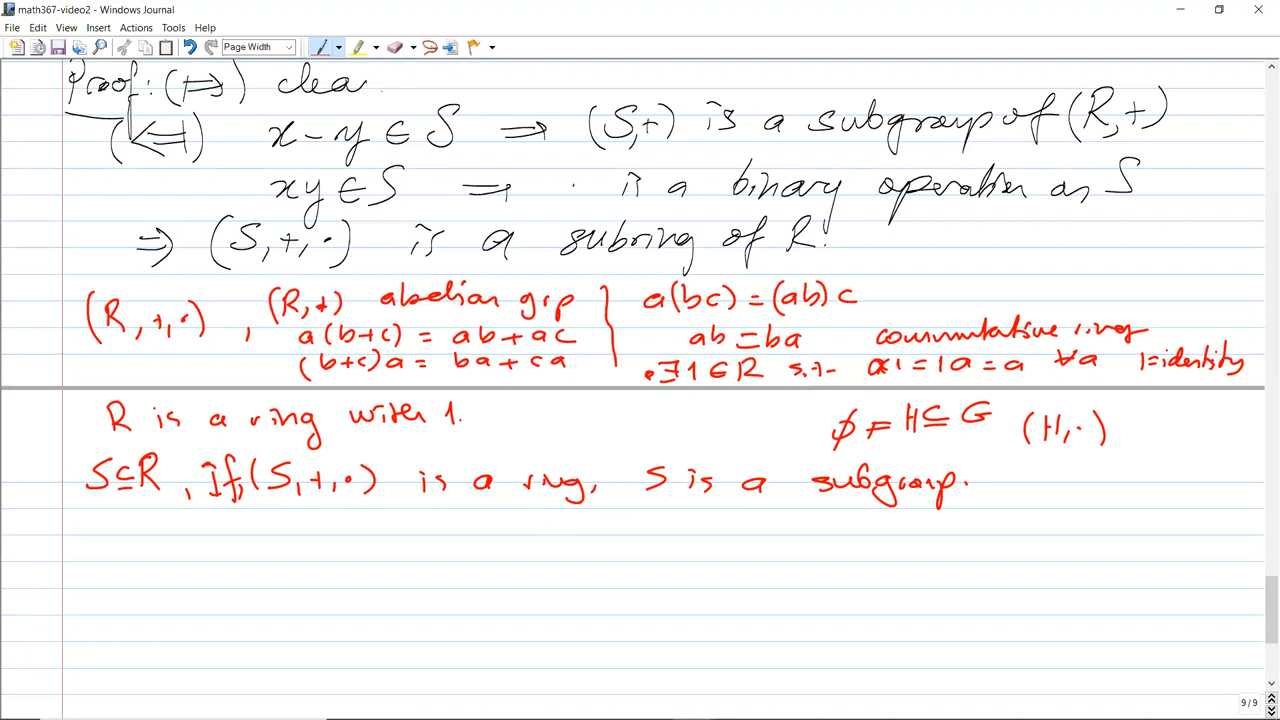 math367-video2 - Windows Journal
File Edit View Insert Actions Tools Help
Page Width
Proof: (⟹) clea
(⟸) x-y ∈ S ⟹ (S,+) is a subgroup of (R,+)
xy ∈ S ⟹ · is a binary operation on S
⟹ (S,+,·) is a subring of R.
(R,+,·) , (R,+) abelian grp
a(b+c) = ab+ac
(b+c)a = ba+ca
a(bc) = (ab)c
ab = ba commutative ring
·∃1∈R s.t. a1=1a=a ∀a 1=identity
R is a ring with 1.
ϕ ≠ H ⊆ G (H,·)
S⊆R , If (S,+,·) is a ring, S is a subgroup.
9 / 9